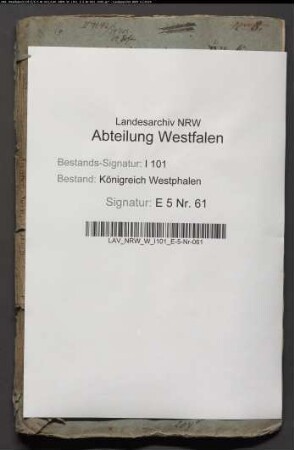 Landesarchiv NRW
Abteilung Westfalen
Bestands-Signatur: I 101
Bestand: Königreich Westphalen
Signatur: E 5 Nr. 61
LAV_NRW_W_I101_E-5-Nr-061